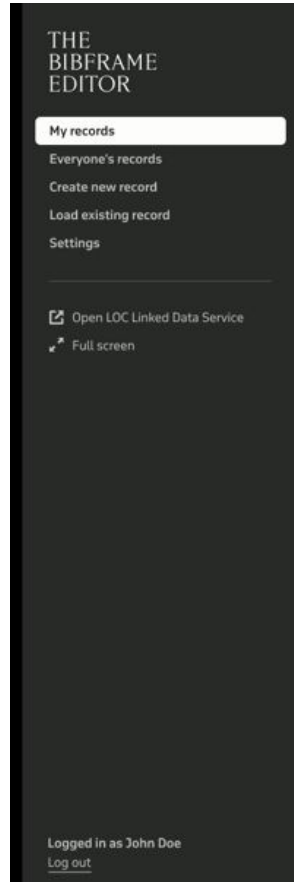 THE
BIBFRAME
EDITOR
My records
Everyone's records
Create new record
Load existing record
Settings
Open LOC Linked Data Service
Full screen
Logged in as John Doe
Log out